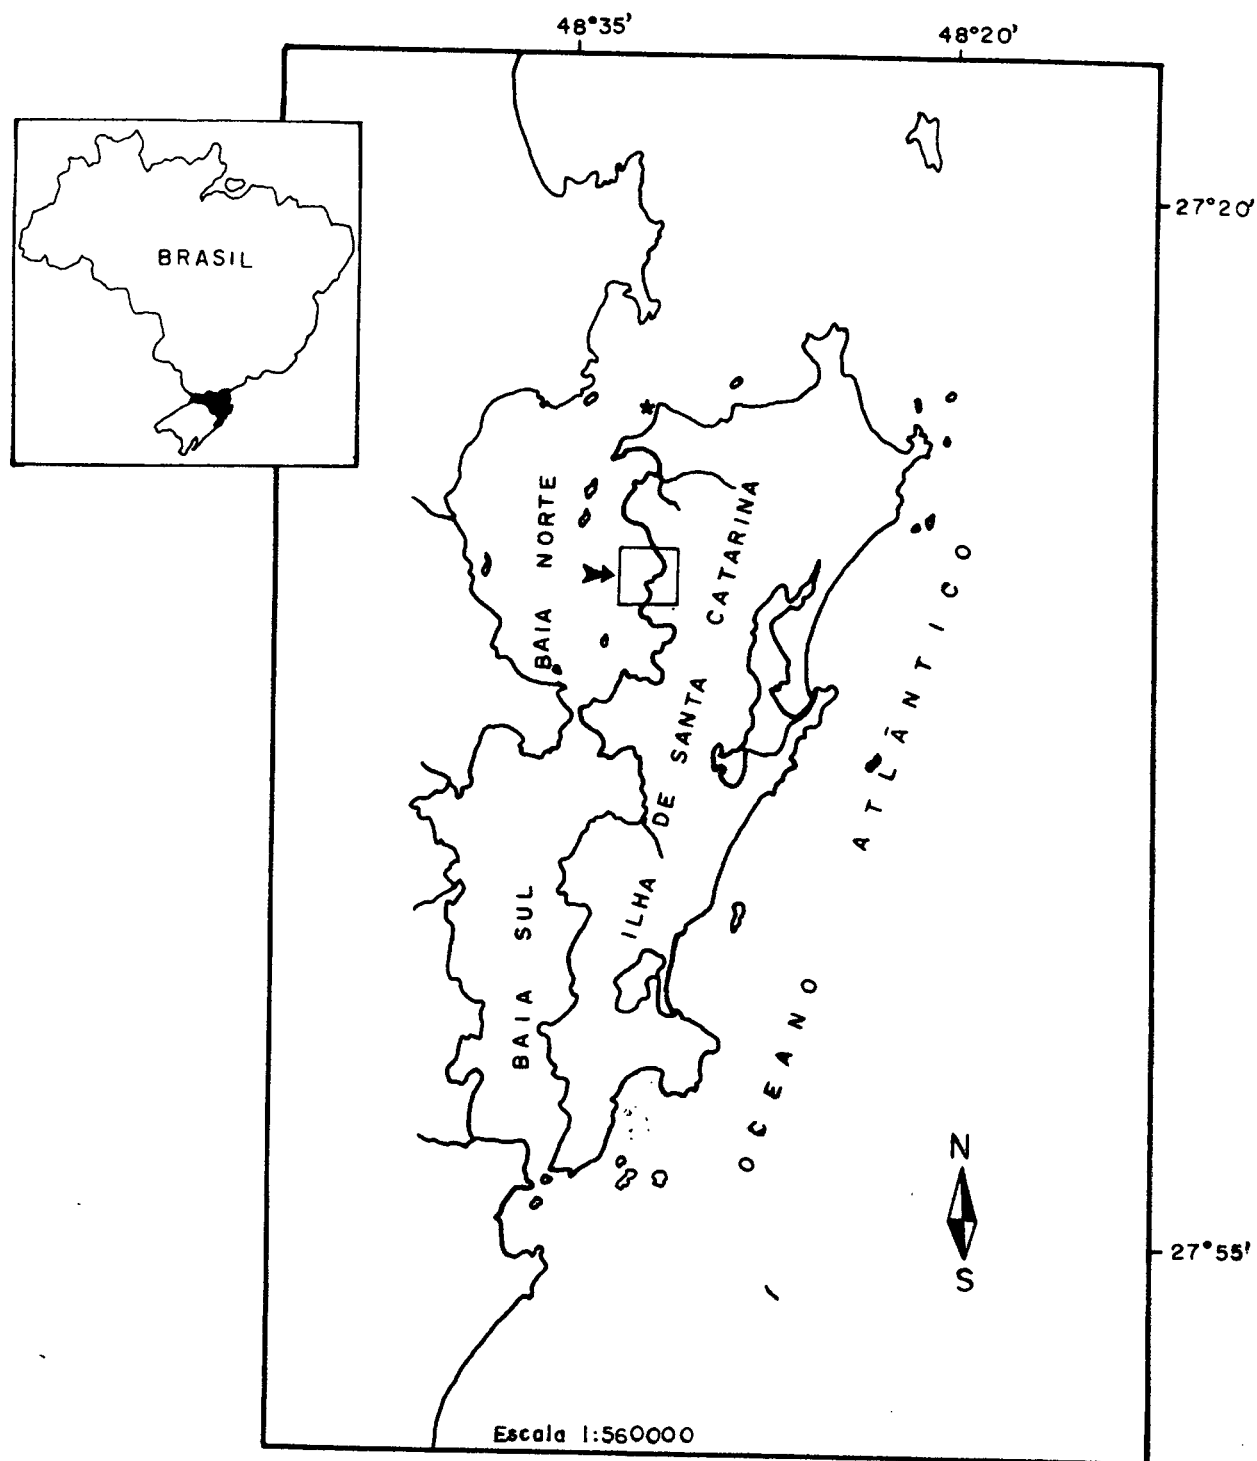 48°35'
48°20'
27°20'
BRASIL
BAIA NORTE
ILHA DE SANTA CATARINA
OCEANO ATLÂNTICO
BAIA SUL
N
S
27°55'
Escala 1:560000